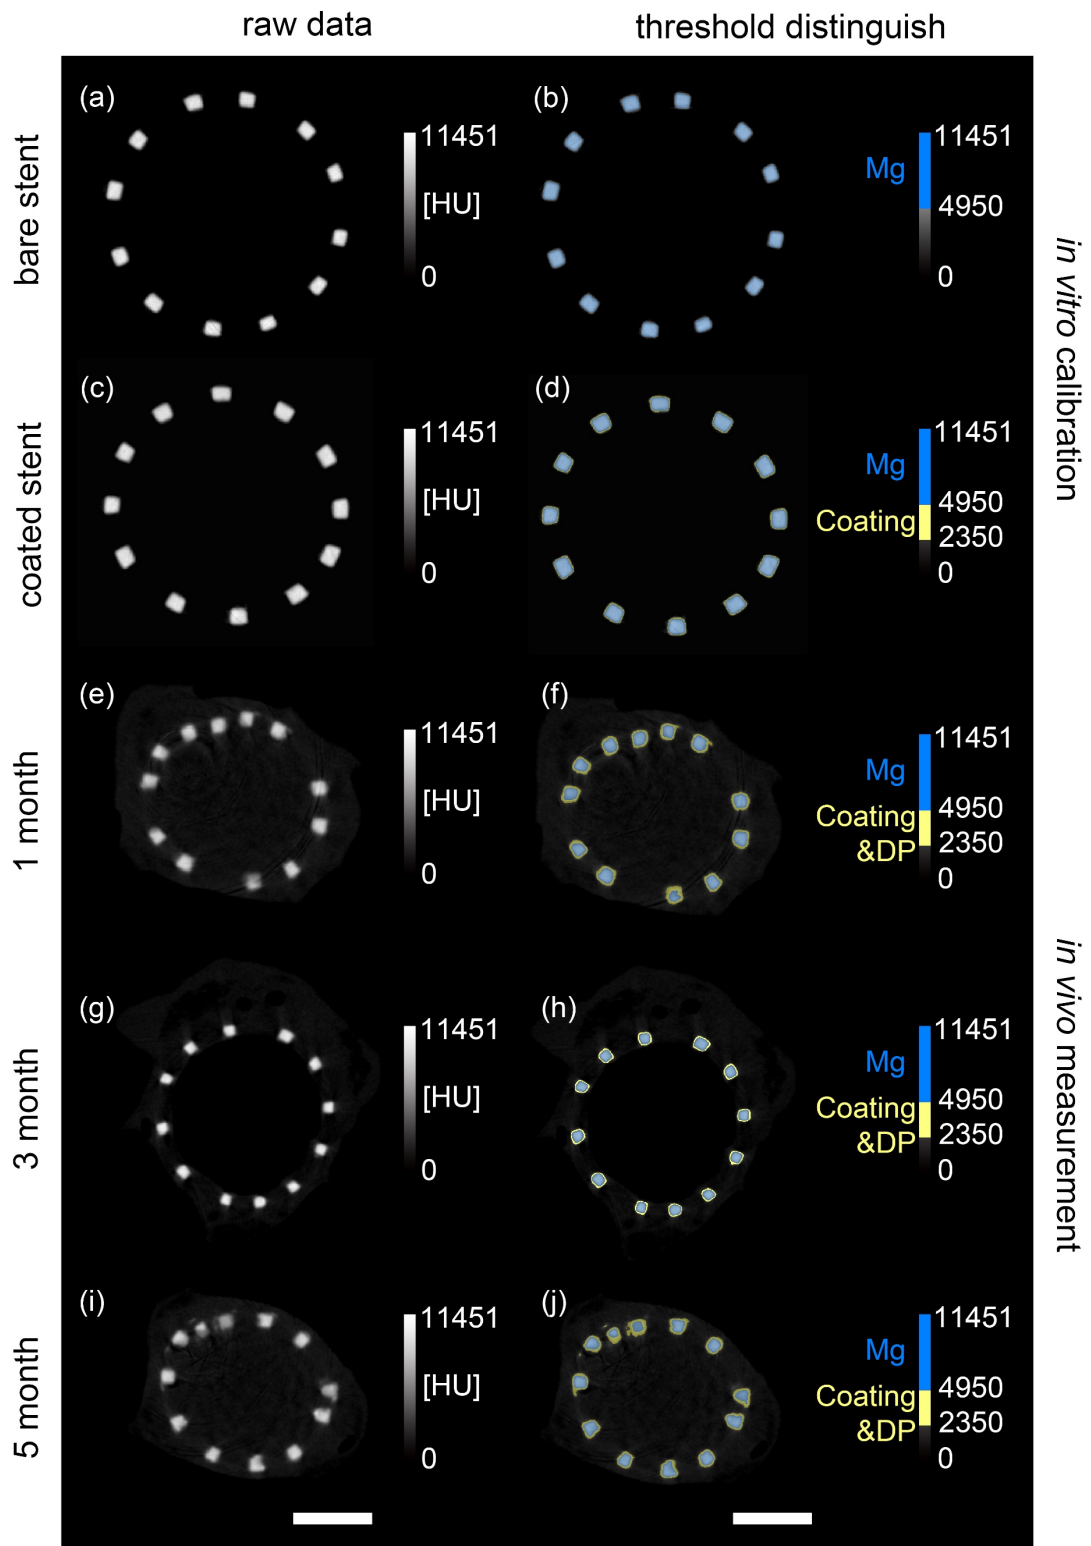 raw data
threshold distinguish
bare stent
(a)
11451
[HU]
0
(b)
Mg
11451
4950
0
in vitro calibration
coated stent
(c)
11451
[HU]
0
(d)
Mg
Coating
11451
4950
2350
0
1 month
(e)
11451
[HU]
0
(f)
Mg
Coating
&DP
11451
4950
2350
0
in vivo measurement
3 month
(g)
11451
[HU]
0
(h)
Mg
Coating
&DP
11451
4950
2350
0
5 month
(i)
11451
[HU]
0
(j)
Mg
Coating
&DP
11451
4950
2350
0